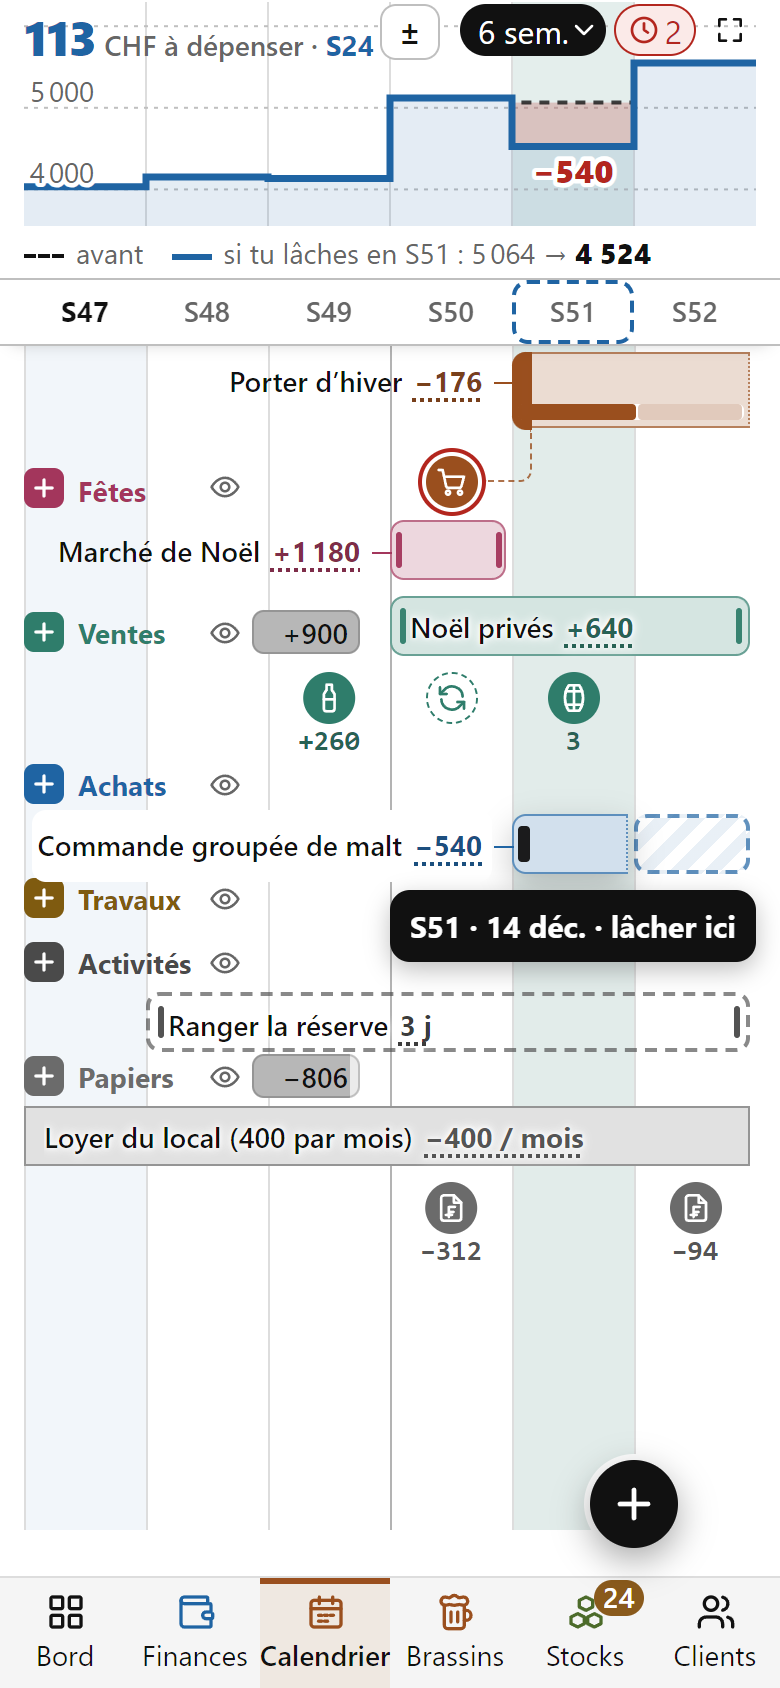 113 CHF à dépenser · S24
±
6 sem.
2
5 000
4 000
−540
avant
si tu lâches en S51 : 5 064 → 4 524
S47
S48
S49
S50
S51
S52
Porter d’hiver −176
Fêtes
Marché de Noël +1 180
Ventes
+900
Noël privés +640
+260
3
Achats
Commande groupée de malt −540
Travaux
S51 · 14 déc. · lâcher ici
Activités
Ranger la réserve 3 j
Papiers
−806
Loyer du local (400 par mois) −400 / mois
−312
−94
24
Bord
Finances
Calendrier
Brassins
Stocks
Clients